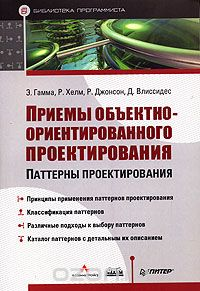 БИБЛИОТЕКА ПРОГРАММИСТА
Э. Гамма, Р. Хелм, Р. Джонсон, Д. Влиссидес
ПРИЕМЫ ОБЪЕКТНО-
ОРИЕНТИРОВАННОГО
ПРОЕКТИРОВАНИЯ
ПАТТЕРНЫ ПРОЕКТИРОВАНИЯ
Принципы применения паттернов проектирования
Классификация паттернов
Различные подходы к выбору паттернов
Каталог паттернов с детальным их описанием
ПИТЕР